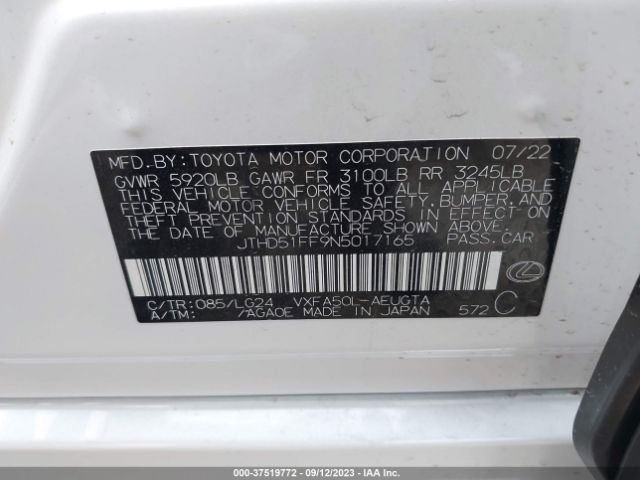 MFD.BY:TOYOTA MOTOR CORPORATION 07/22
GVWR 5920LB GAWR FR 3100LB RR 3245LB
THIS VEHICLE CONFORMS TO ALL APPLICABLE
FEDERAL MOTOR VEHICLE SAFETY,BUMPER,AND
THEFT PREVENTION STANDARDS IN EFFECT ON
THE DATE OF MANUFACTURE SHOWN ABOVE.
JTHD51FF9N5017165 PASS.CAR
C/TR:085/LG24 VXFA50L-AEUGTA
A/TM: /AGA0E MADE IN JAPAN 572 C
000-37519772 - 09/12/2023 - IAAI.COM